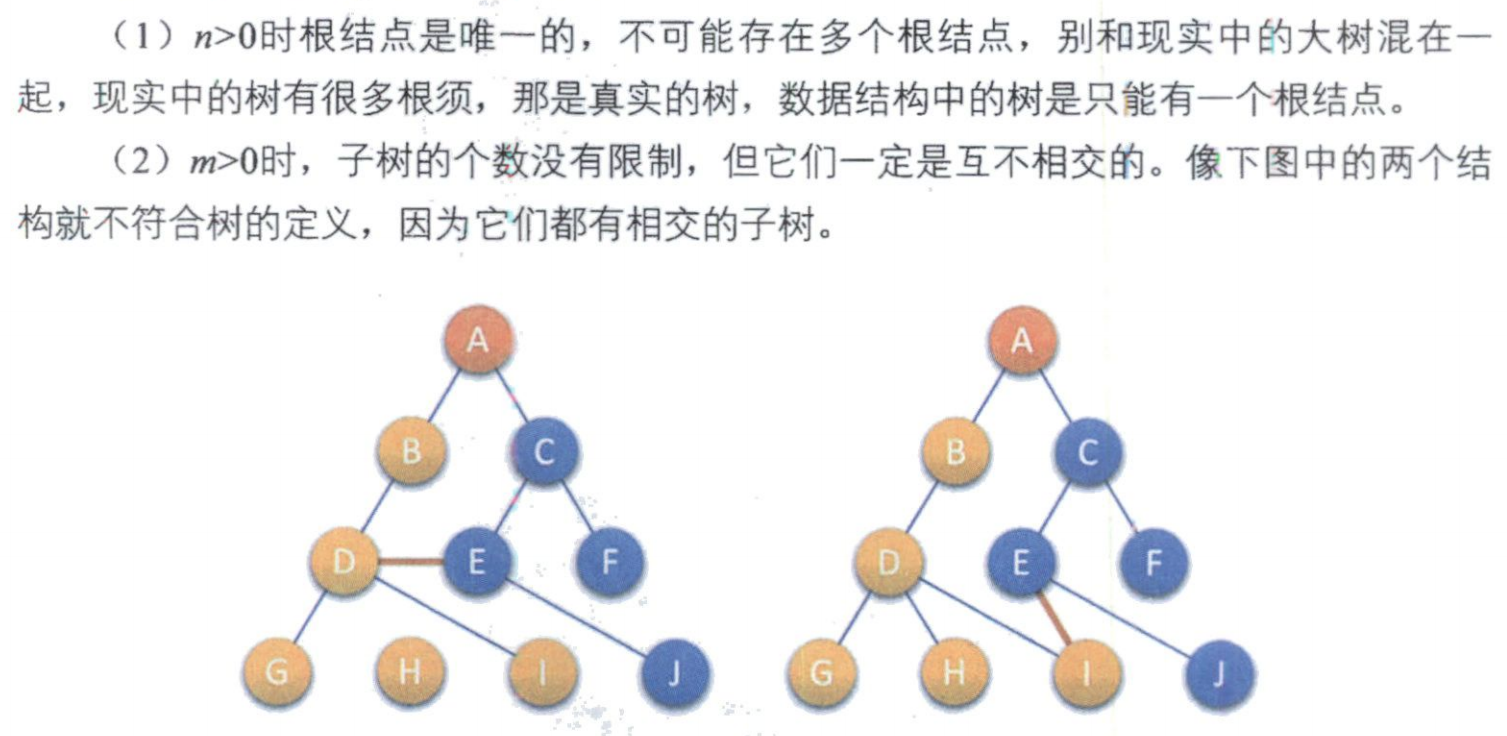 （1）n>0时根结点是唯一的，不可能存在多个根结点，别和现实中的大树混在一
起，现实中的树有很多根须，那是真实的树，数据结构中的树是只能有一个根结点。
（2）m>0时，子树的个数没有限制，但它们一定是互不相交的。像下图中的两个结
构就不符合树的定义，因为它们都有相交的子树。
A A
B C B C
D E F D E F
G H I J G H I J